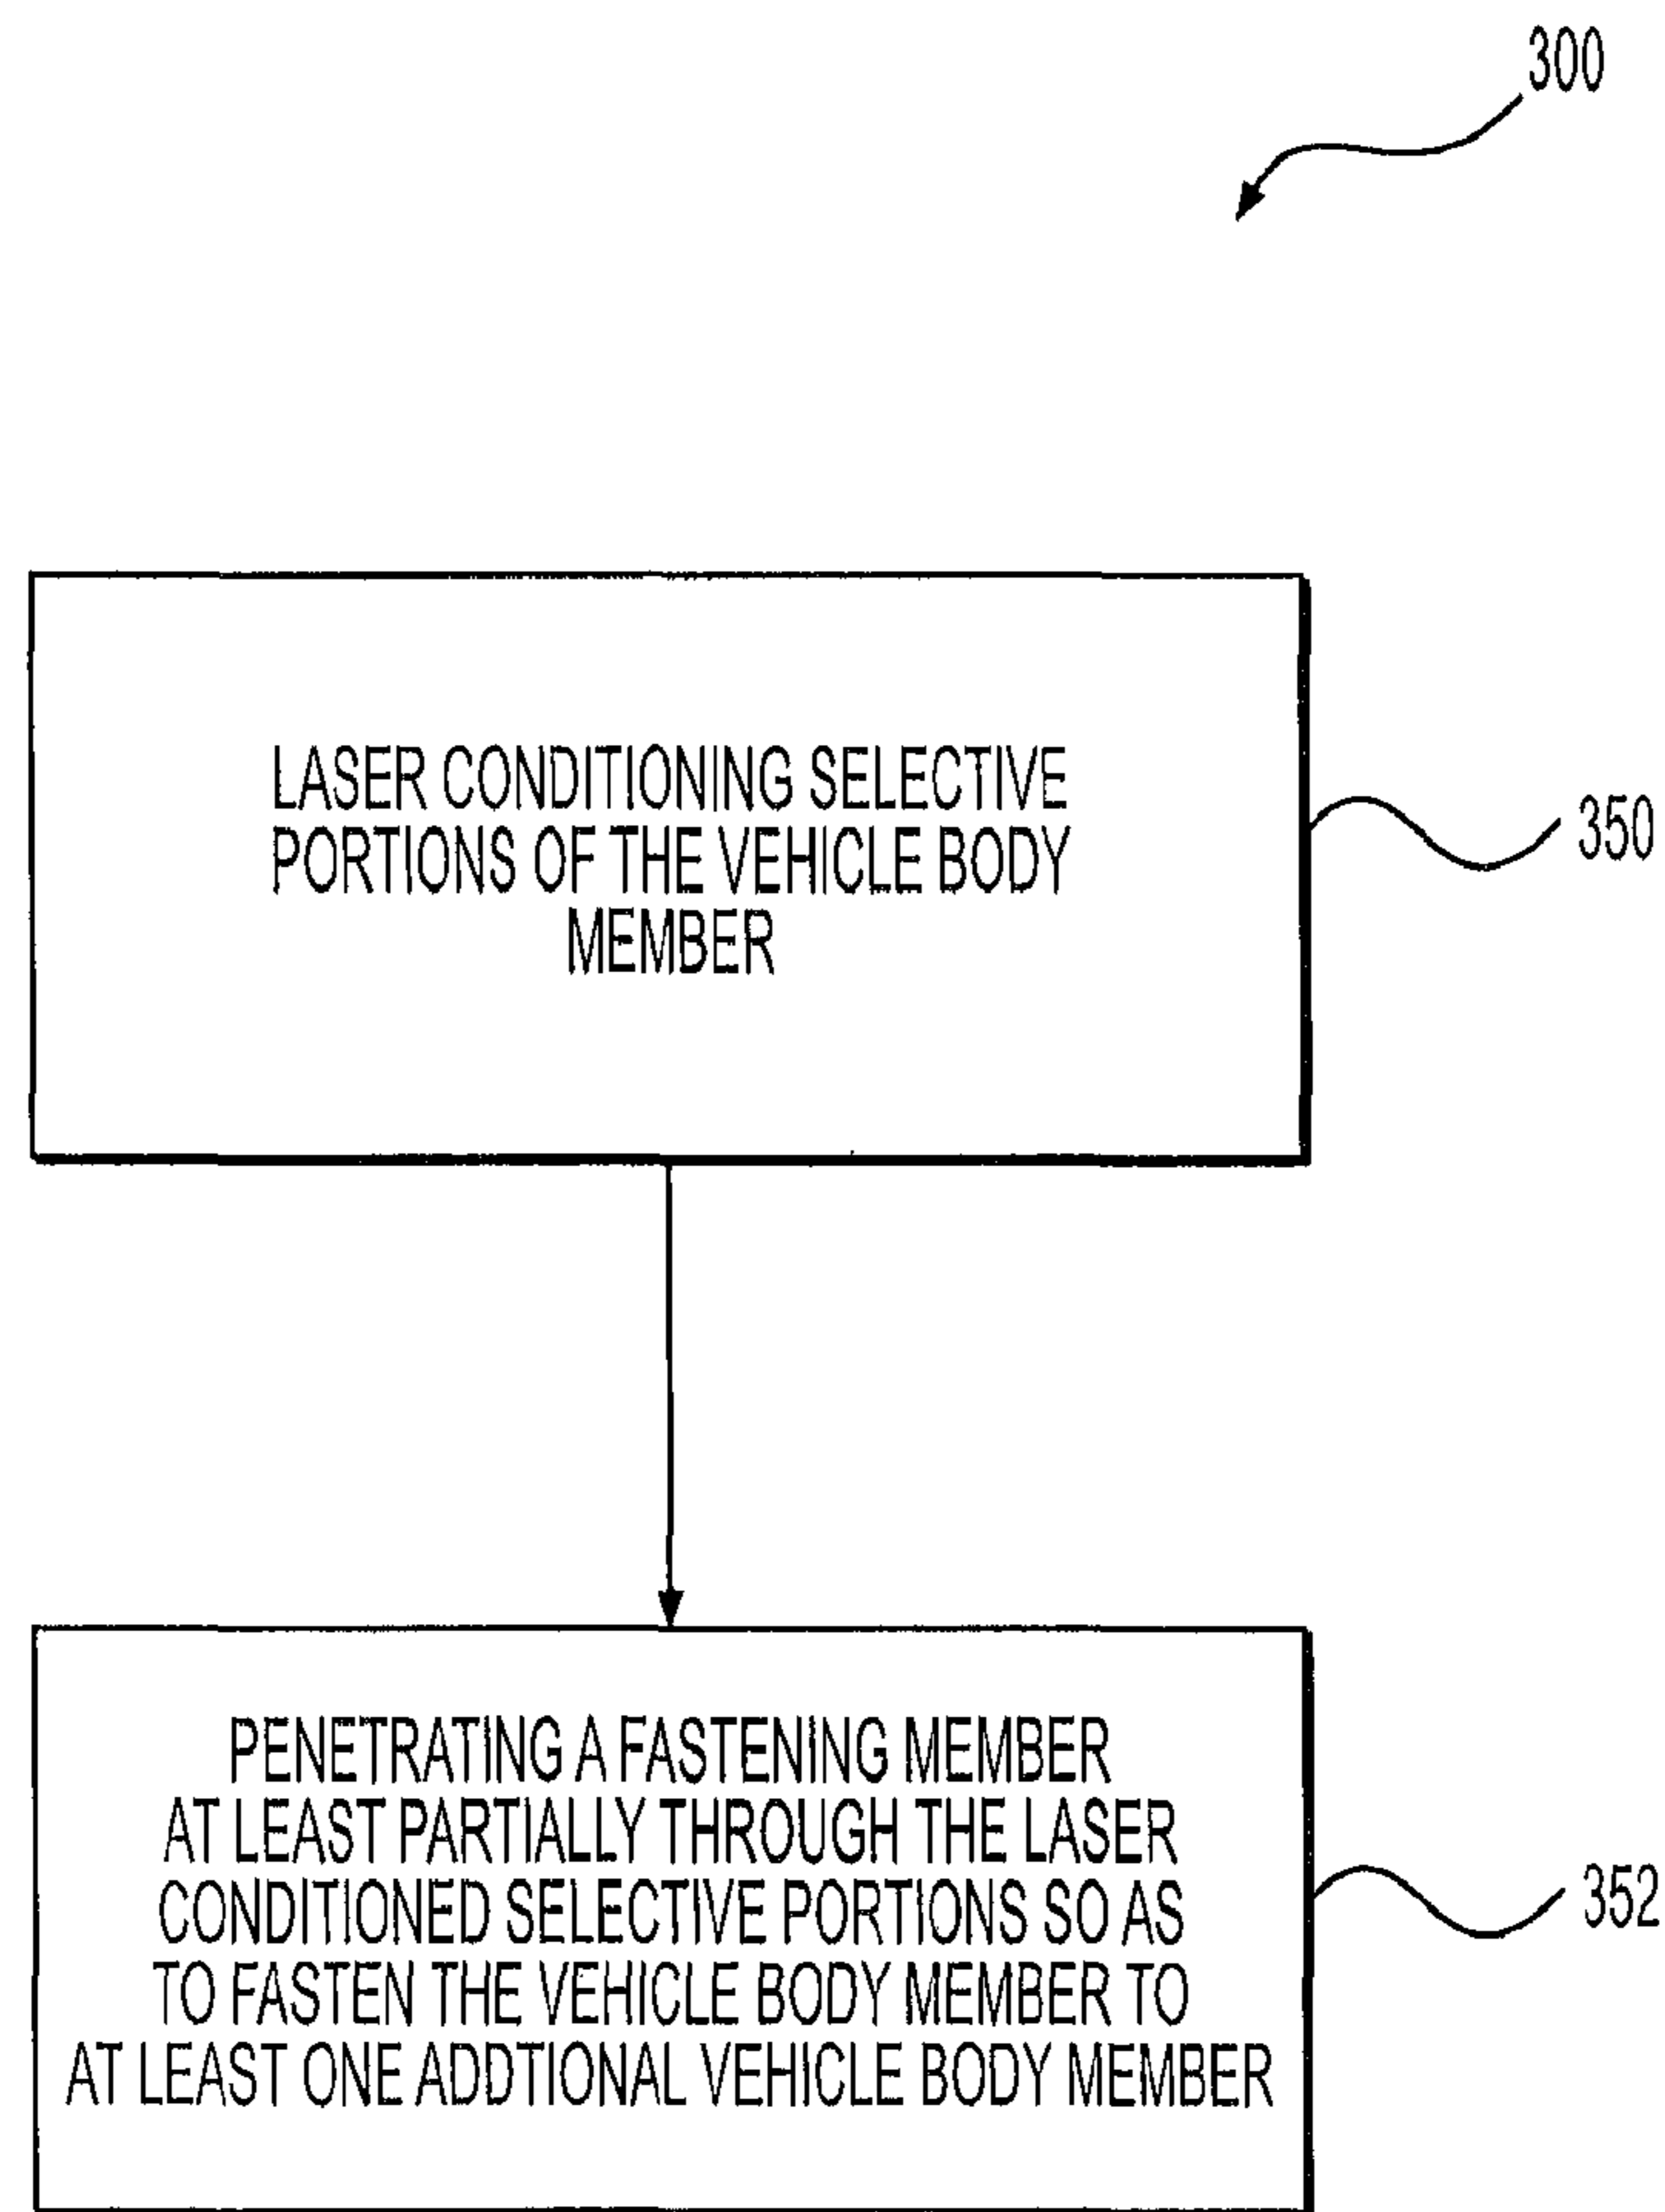 300
LASER CONDITIONING SELECTIVE
PORTIONS OF THE VEHICLE BODY
MEMBER
350
PENETRATING A FASTENING MEMBER
AT LEAST PARTIALLY THROUGH THE LASER
CONDITIONED SELECTIVE PORTIONS SO AS
TO FASTEN THE VEHICLE BODY MEMBER TO
AT LEAST ONE ADDTIONAL VEHICLE BODY MEMBER
352